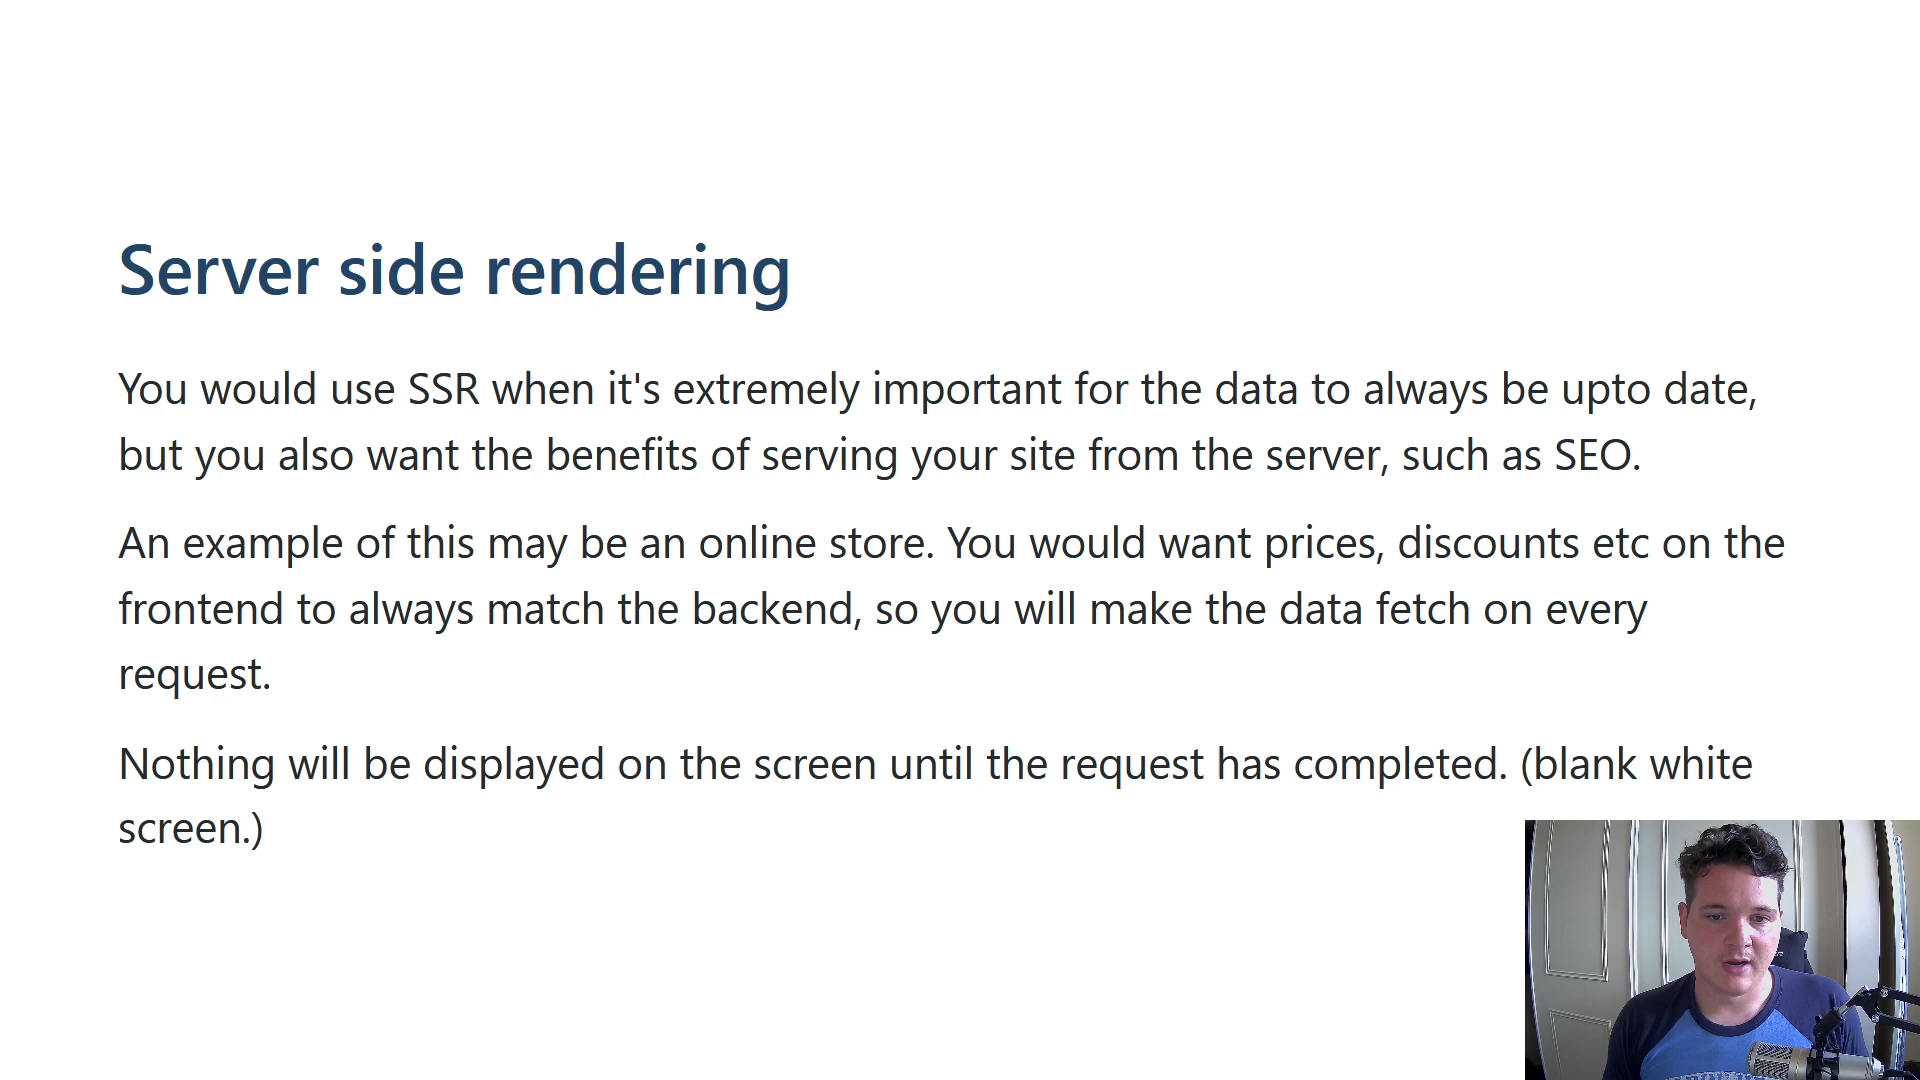 Server side rendering
You would use SSR when it's extremely important for the data to always be upto date,
but you also want the benefits of serving your site from the server, such as SEO.
An example of this may be an online store. You would want prices, discounts etc on the
frontend to always match the backend, so you will make the data fetch on every
request.
Nothing will be displayed on the screen until the request has completed. (blank white
screen.)